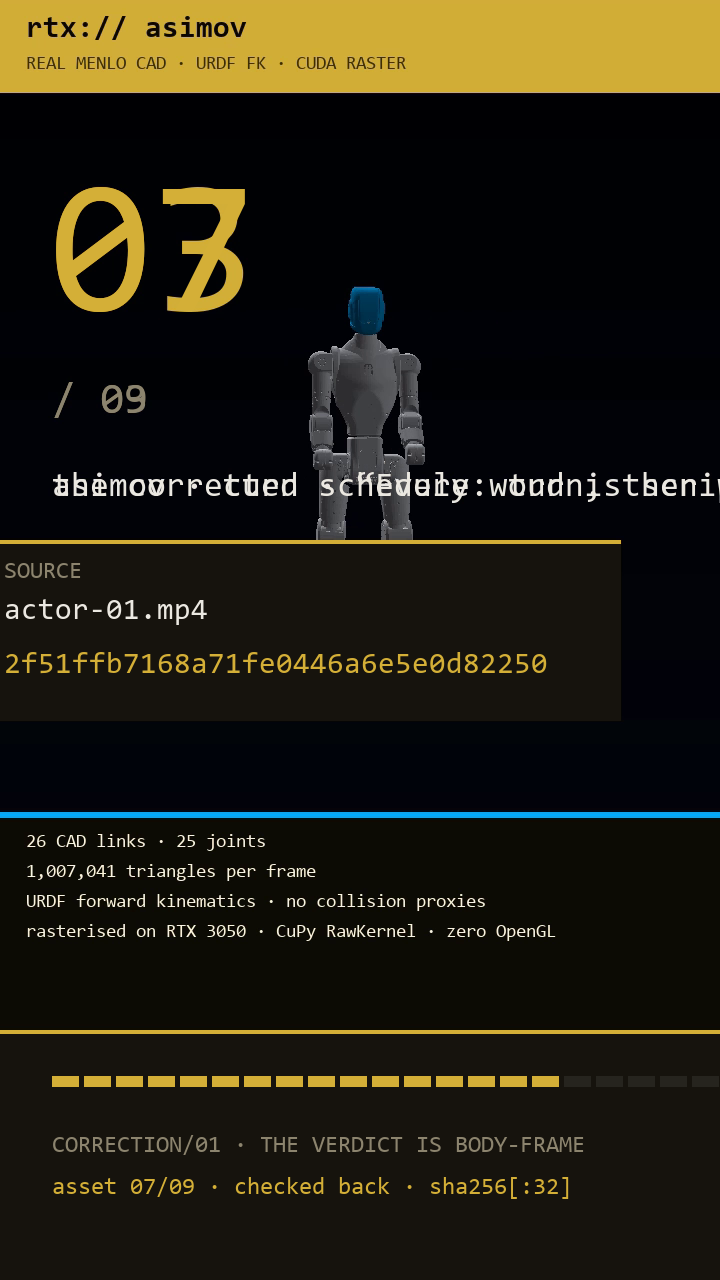 rtx:// asimov
REAL MENLO CAD · URDF FK · CUDA RASTER
/ 09
SOURCE
actor-01.mp4
2f51ffb7168a71fe0446a6e5e0d82250
26 CAD links · 25 joints
1,007,041 triangles per frame
URDF forward kinematics · no collision proxies
rasterised on RTX 3050 · CuPy RawKernel · zero OpenGL
CORRECTION/01 · THE VERDICT IS BODY-FRAME
asset 07/09 · checked back · sha256[:32]